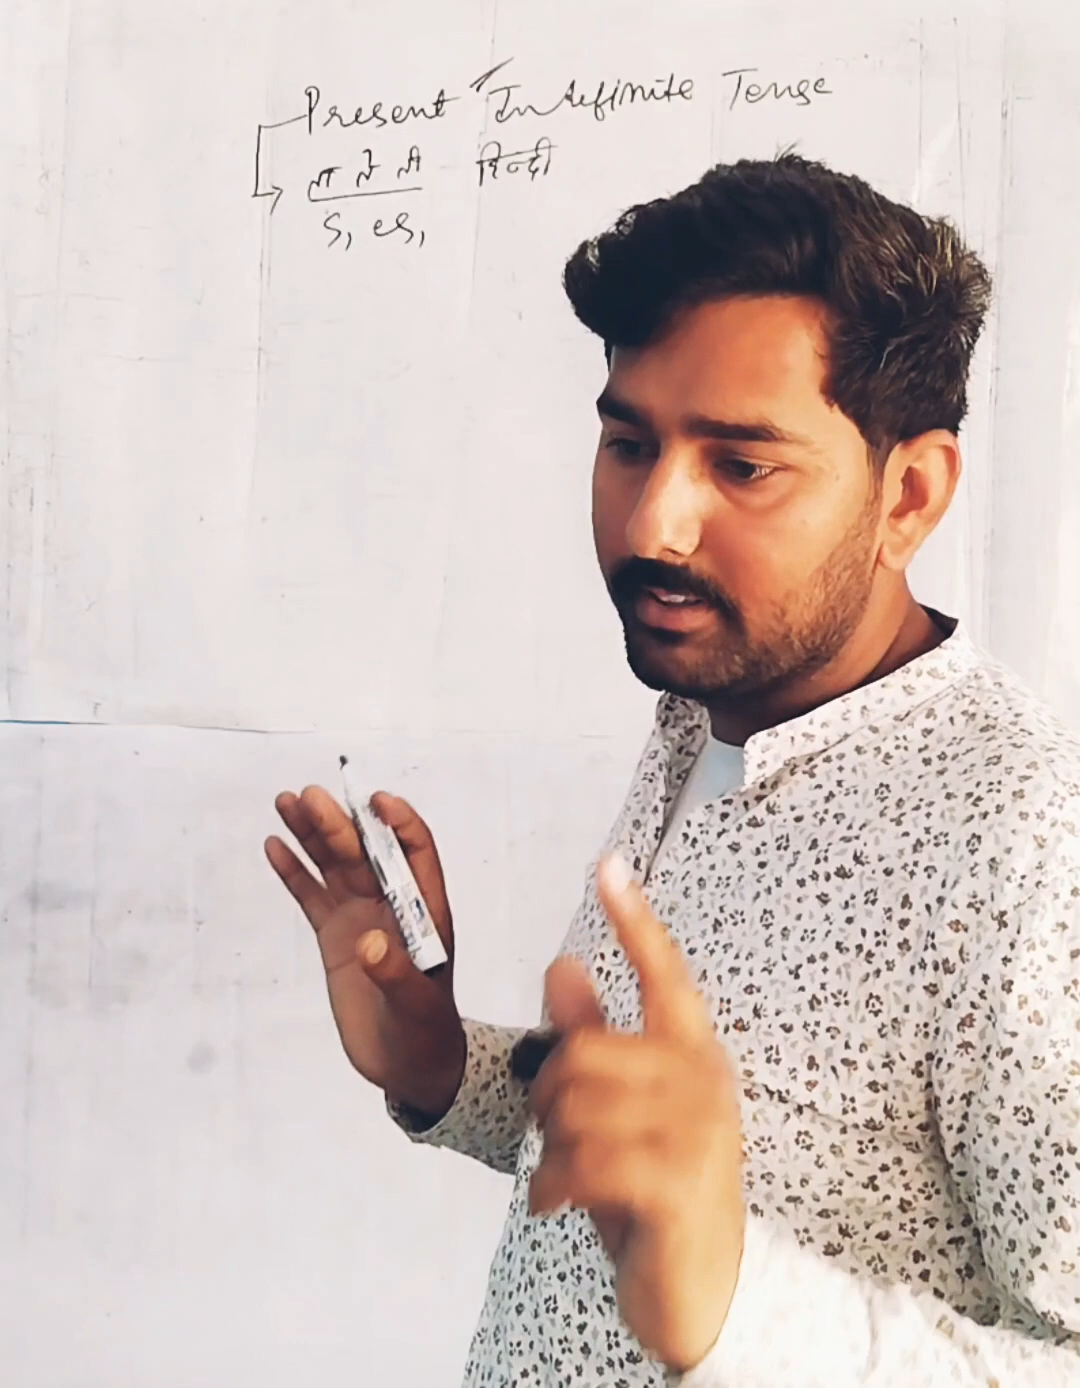 Present Indefinite Tense
ता ते ती हिन्दी
s, es,